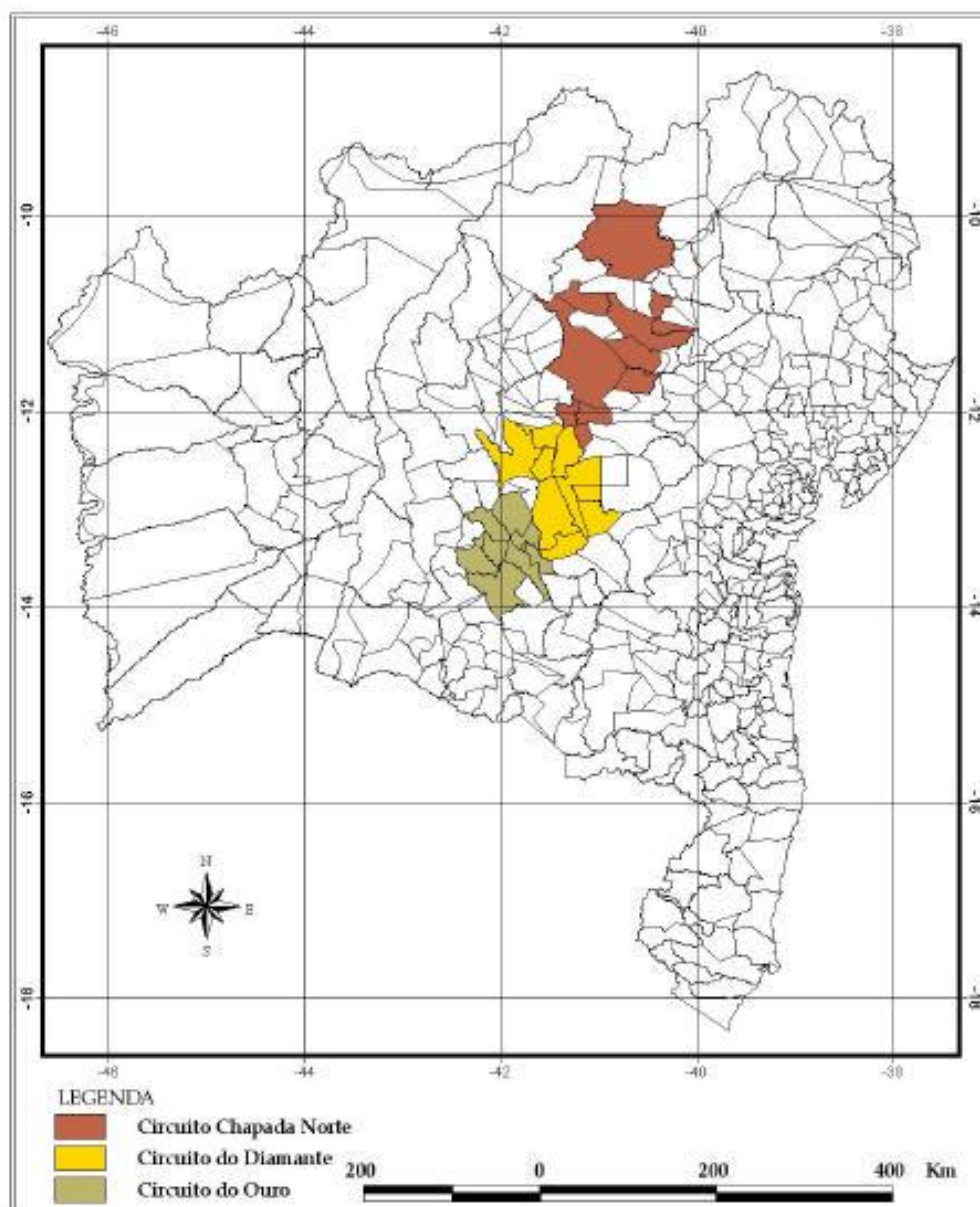 -46 -44 -42 -40 -38
-10 -10
-12 -12
-14 -14
-16 -16
-18 -18
N
W E
S
-46 -44 -42 -40 -38
LEGENDA
Circuito Chapada Norte
Circuito do Diamante
Circuito do Ouro
200 0 200 400 Km